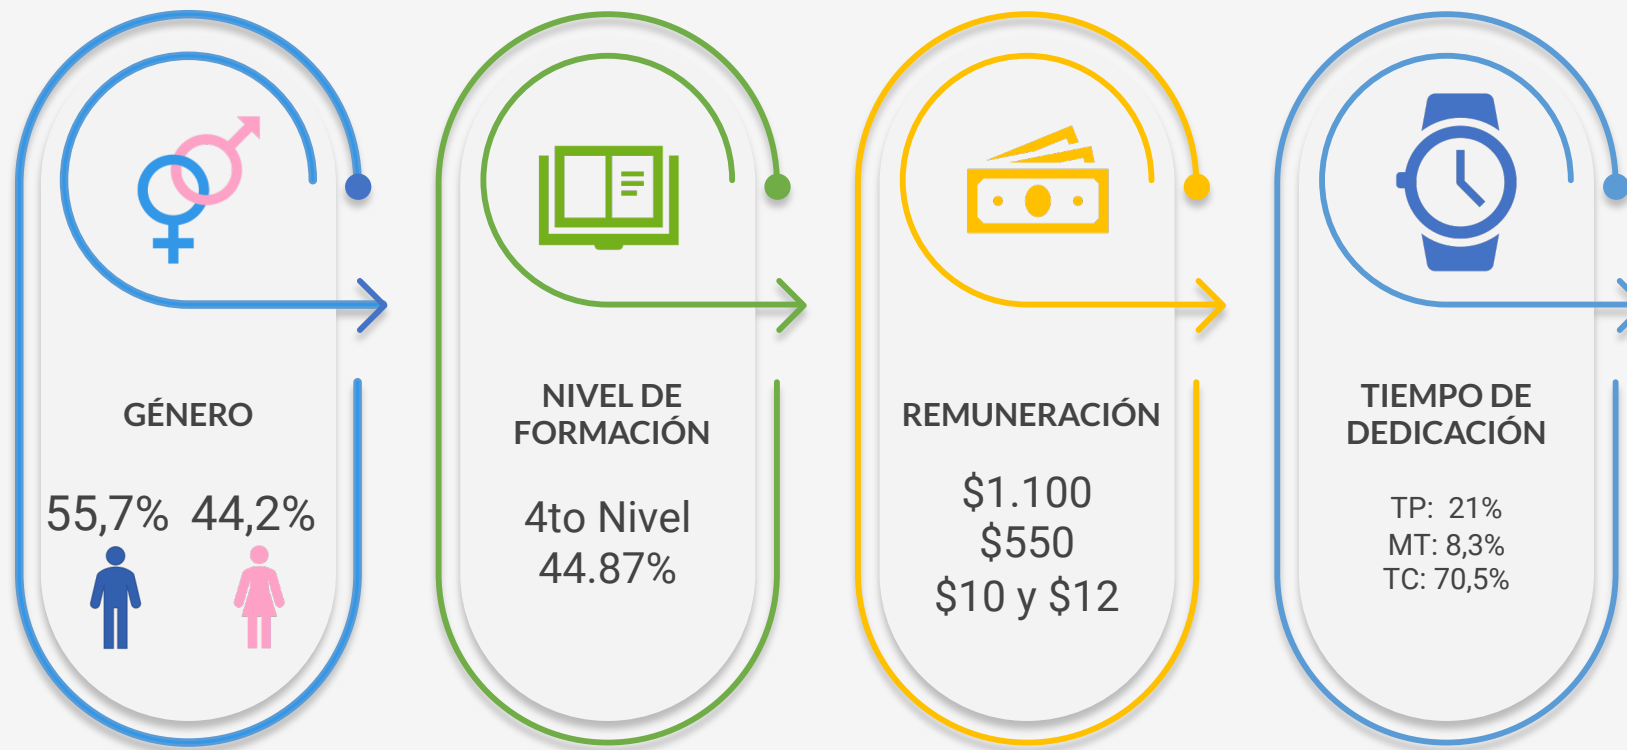 GÉNERO
55,7% 44,2%
NIVEL DE
FORMACIÓN
4to Nivel
44.87%
REMUNERACIÓN
$1.100
$550
$10 y $12
TIEMPO DE
DEDICACIÓN
TP: 21%
MT: 8,3%
TC: 70,5%